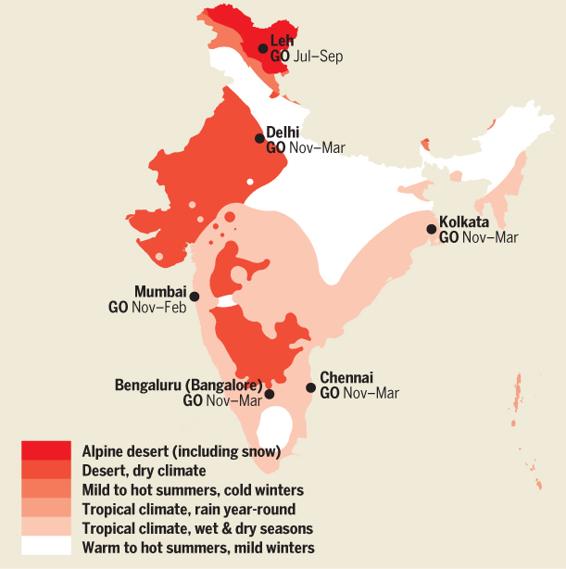 Leh
GO Jul–Sep
Delhi
GO Nov–Mar
Kolkata
GO Nov–Mar
Mumbai
GO Nov–Feb
Bengaluru (Bangalore)
GO Nov–Mar
Chennai
GO Nov–Mar
Alpine desert (including snow)
Desert, dry climate
Mild to hot summers, cold winters
Tropical climate, rain year-round
Tropical climate, wet & dry seasons
Warm to hot summers, mild winters